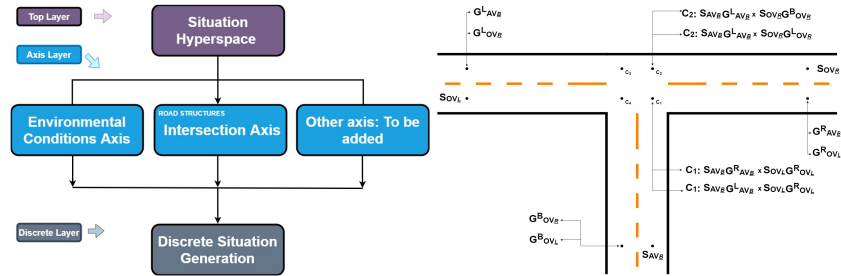 Top Layer
Situation
Hyperspace
Axis Layer
Environmental
Conditions Axis
ROAD STRUCTURES
Intersection Axis
Other axis: To be
added
Discrete Layer
Discrete Situation
Generation
GᴸAVB
GᴸOVR
C₂: SAVBGᴸAVB x SOVRGᴮOVR
C₂: SAVBGᴸAVB x SOVRGᴸOVR
SOVR
C₃
C₂
SOVL
C₄
C₁
GᴿAVB
GᴿOVL
C₁: SAVBGᴿAVB x SOVLGᴿOVL
C₁: SAVBGᴸAVB x SOVLGᴿOVL
GᴮOVR
GᴮOVL
SAVB